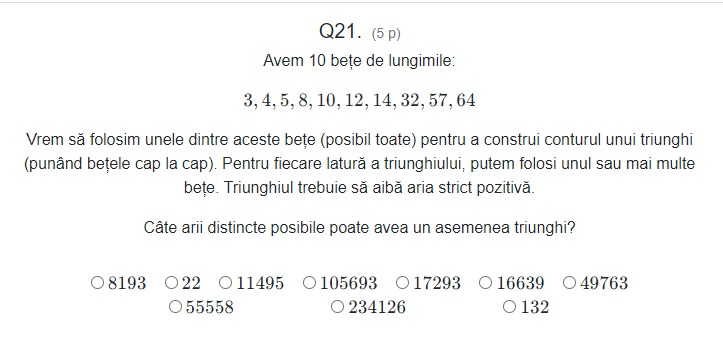 Q21. (5 p)
Avem 10 bețe de lungimile:
3, 4, 5, 8, 10, 12, 14, 32, 57, 64
Vrem să folosim unele dintre aceste bețe (posibil toate) pentru a construi conturul unui triunghi
(punând bețele cap la cap). Pentru fiecare latură a triunghiului, putem folosi unul sau mai multe
bețe. Triunghiul trebuie să aibă aria strict pozitivă.
Câte arii distincte posibile poate avea un asemenea triunghi?
8193 22 11495 105693 17293 16639 49763
55558 234126 132